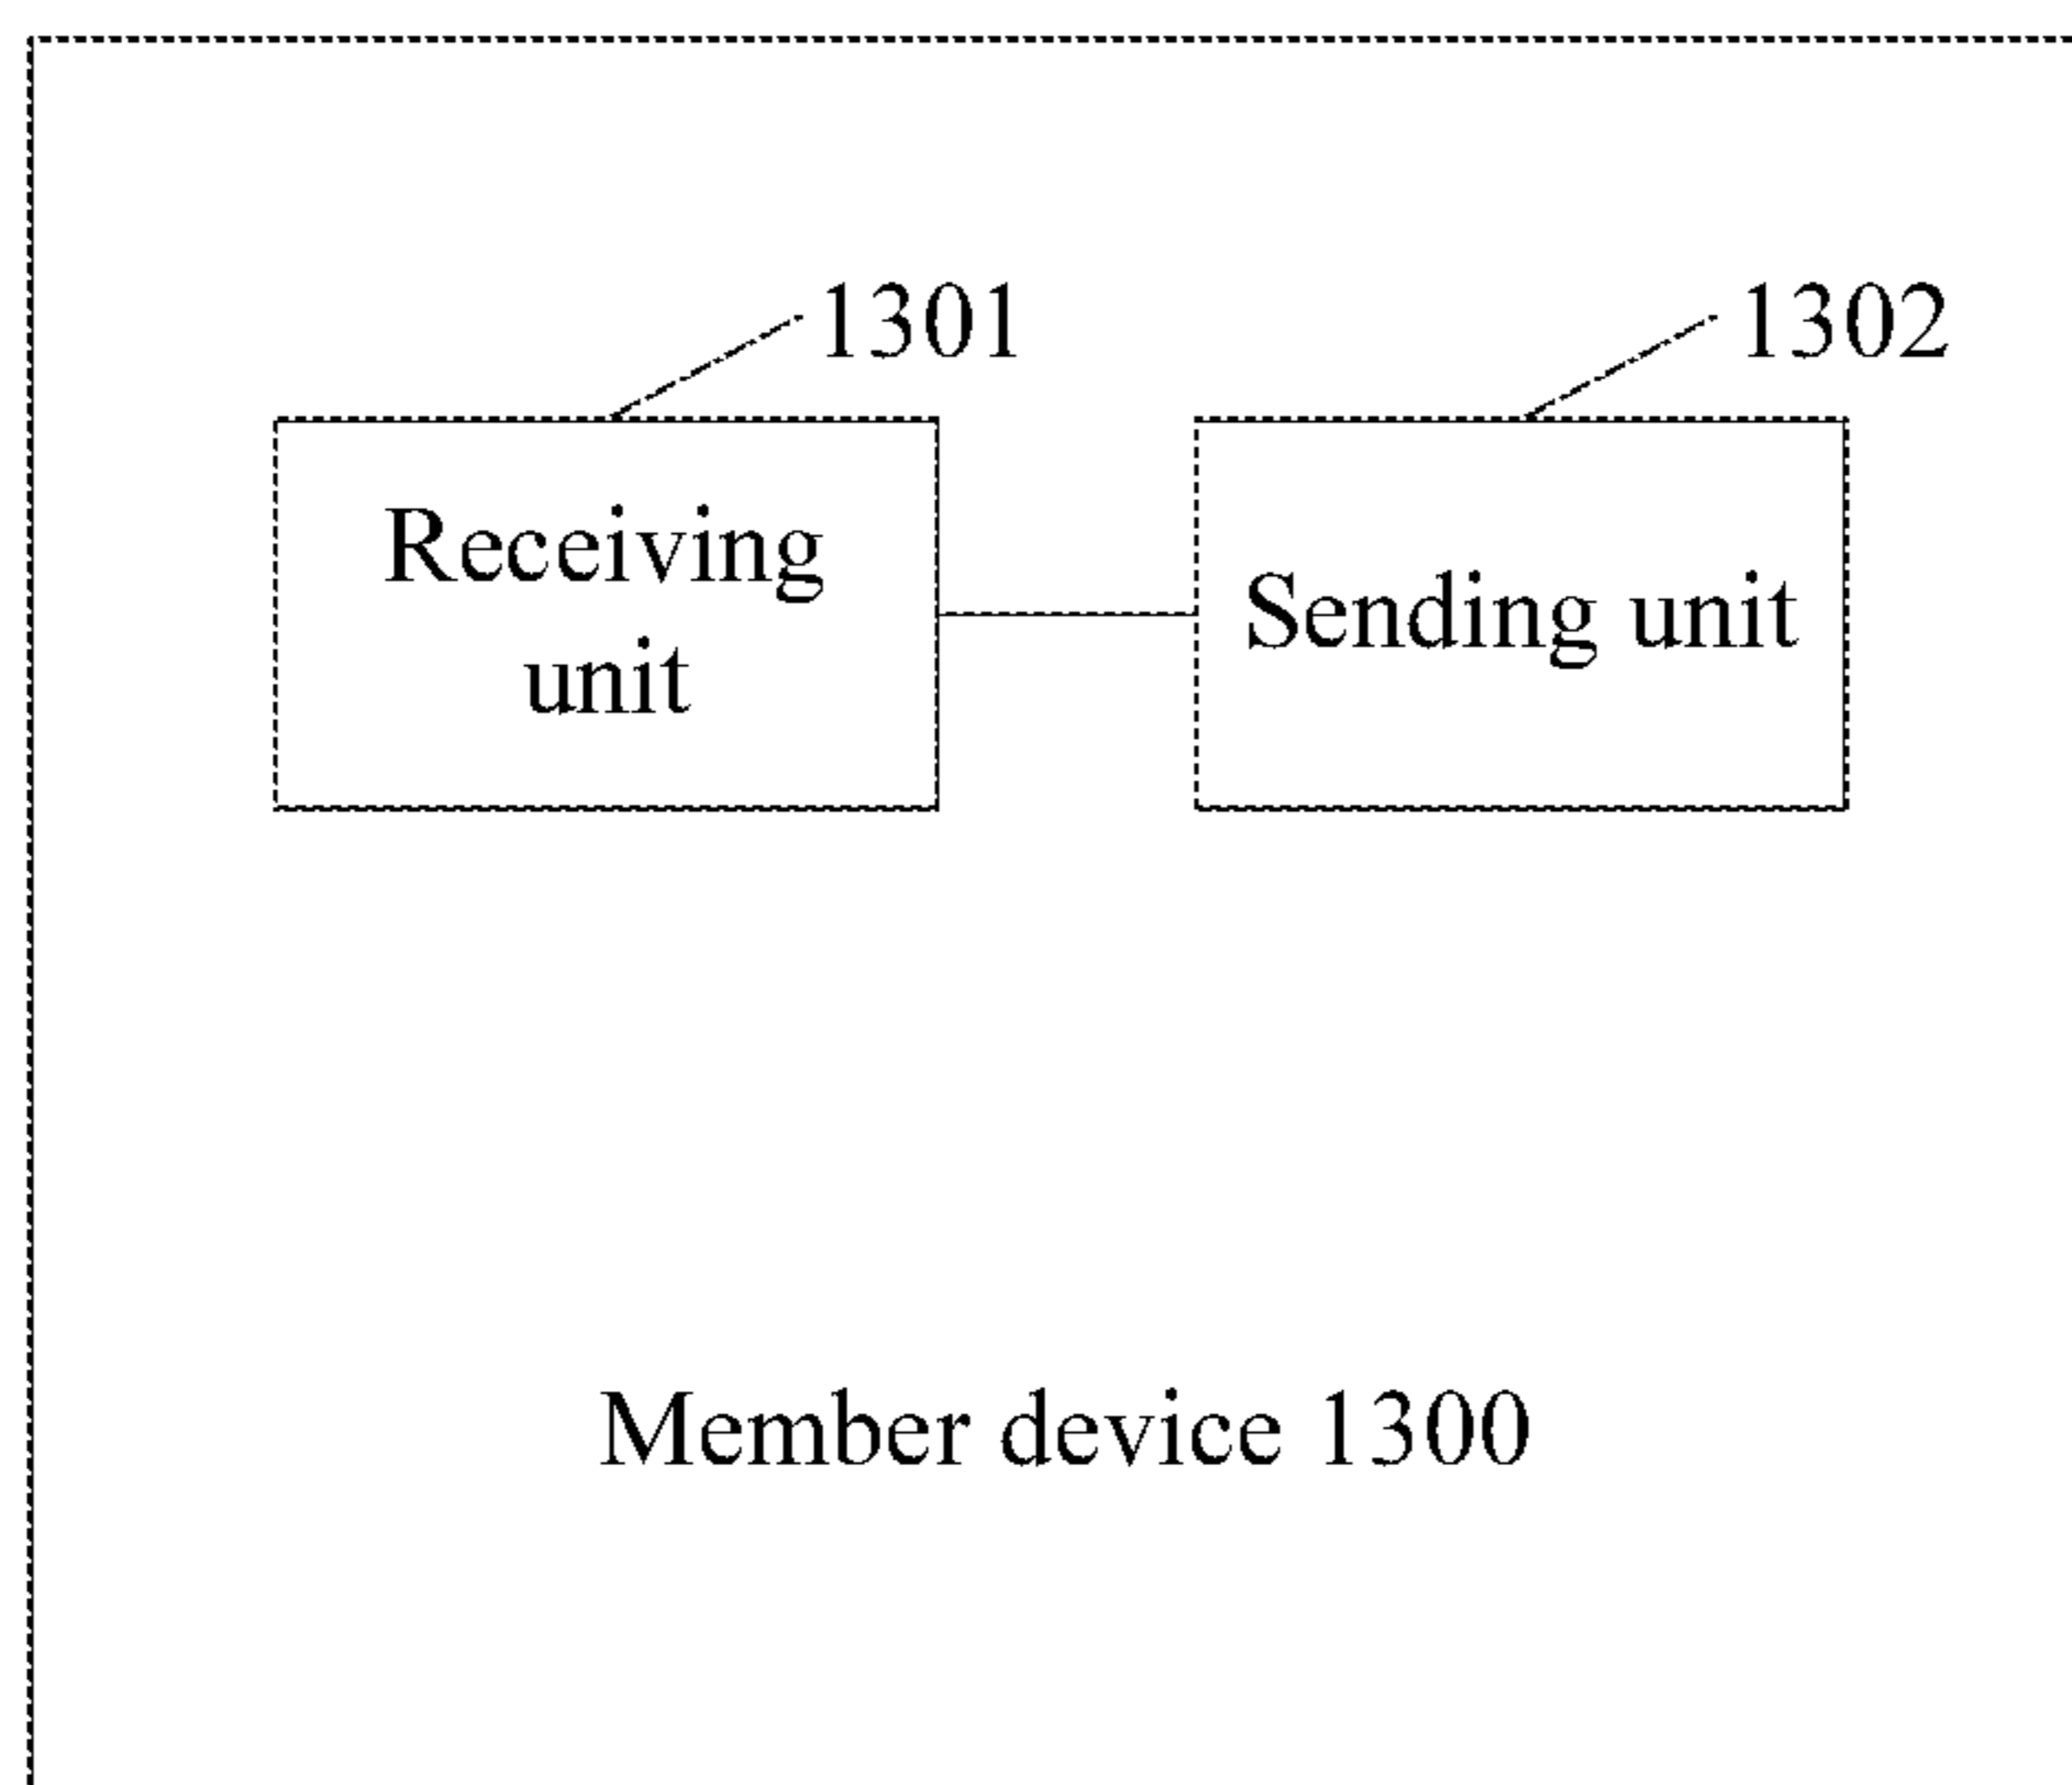 1301
1302
Receiving
unit
Sending unit
Member device 1300